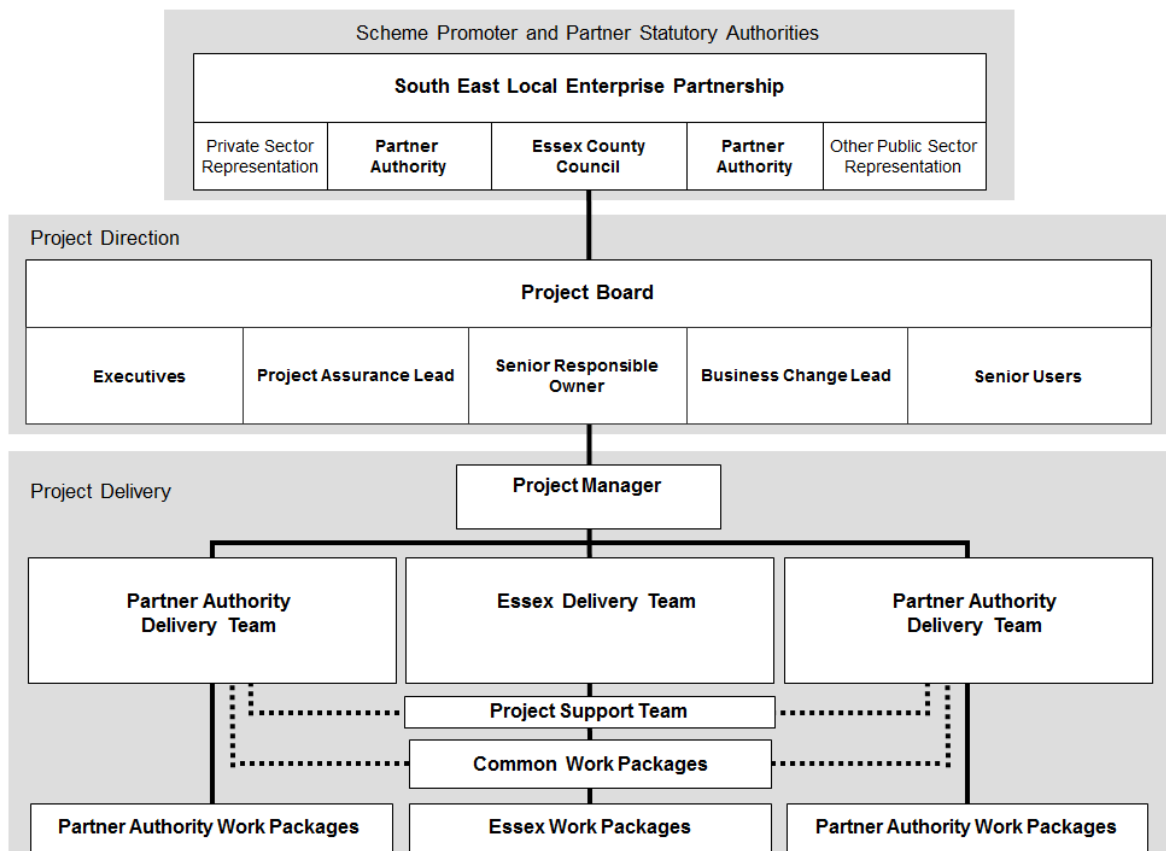 Scheme Promoter and Partner Statutory Authorities
South East Local Enterprise Partnership
Private Sector
Representation
Partner
Authority
Essex County
Council
Partner
Authority
Other Public Sector
Representation
Project Direction
Project Board
Executives
Project Assurance Lead
Senior Responsible
Owner
Business Change Lead
Senior Users
Project Delivery
Project Manager
Partner Authority
Delivery Team
Essex Delivery Team
Partner Authority
Delivery Team
Project Support Team
Common Work Packages
Partner Authority Work Packages
Essex Work Packages
Partner Authority Work Packages